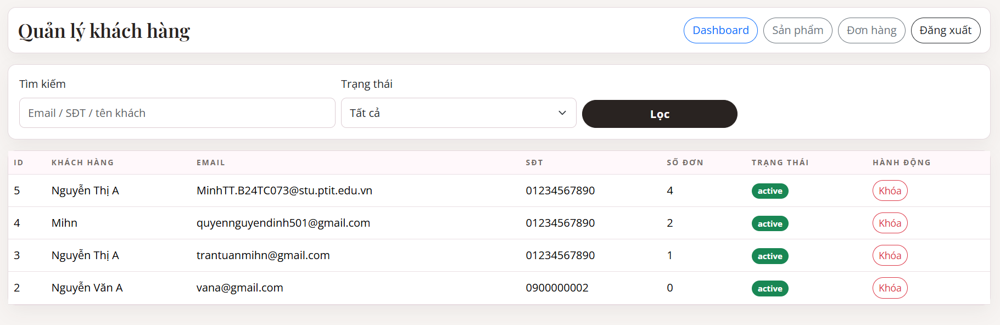 Quản lý khách hàng Dashboard Sản phẩm Đơn hàng Đăng xuất
Tìm kiếm Trạng thái
Email / SĐT / tên khách Tất cả Lọc
ID KHÁCH HÀNG EMAIL SĐT SỐ ĐƠN TRẠNG THÁI HÀNH ĐỘNG
5 Nguyễn Thị A MinhTT.B24TC073@stu.ptit.edu.vn 01234567890 4 active Khóa
4 Mihn quyennguyendinh501@gmail.com 01234567890 2 active Khóa
3 Nguyễn Thị A trantuanmihn@gmail.com 01234567890 1 active Khóa
2 Nguyễn Văn A vana@gmail.com 0900000002 0 active Khóa